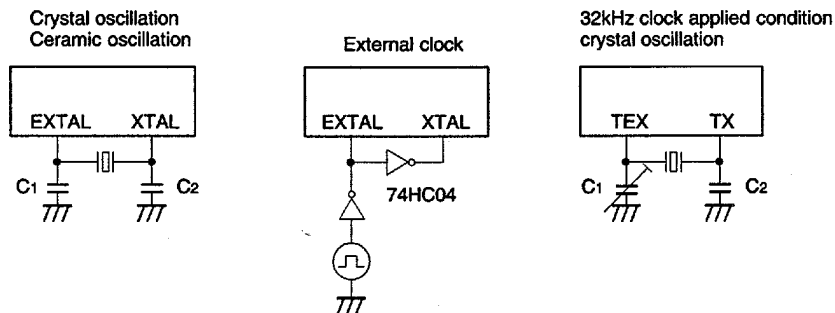 Crystal oscillation
Ceramic oscillation
EXTAL XTAL
C1 C2
External clock
EXTAL XTAL
74HC04
32kHz clock applied condition
crystal oscillation
TEX TX
C1 C2